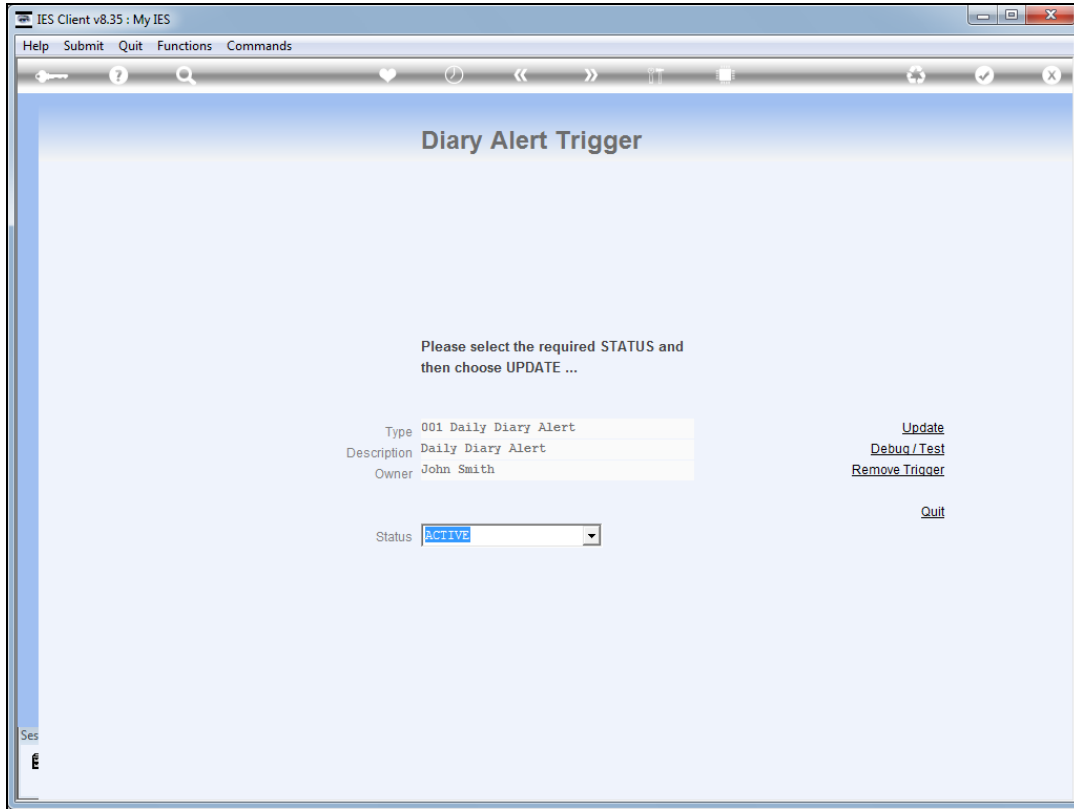 IES Client v8.35 : My IES
Help Submit Quit Functions Commands
Diary Alert Trigger
Please select the required STATUS and
then choose UPDATE ...
Type 001 Daily Diary Alert Update
Description Daily Diary Alert Debug / Test
Owner John Smith Remove Trigger
Quit
Status ACTIVE
Ses